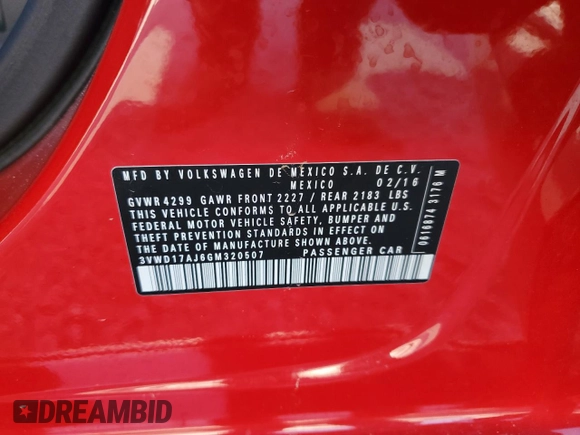 MFD BY VOLKSWAGEN DE MEXICO S.A. DE C.V.
MEXICO 02/16
GVWR 4299 GAWR FRONT 2227 / REAR 2183 LBS
THIS VEHICLE CONFORMS TO ALL APPLICABLE U.S.
FEDERAL MOTOR VEHICLE SAFETY, BUMPER AND
THEFT PREVENTION STANDARDS IN EFFECT ON
THE DATE OF MANUFACTURE SHOWN ABOVE.
3VWD17AJ6GM320507 PASSENGER CAR
0616874 3176 M
DREAMBID